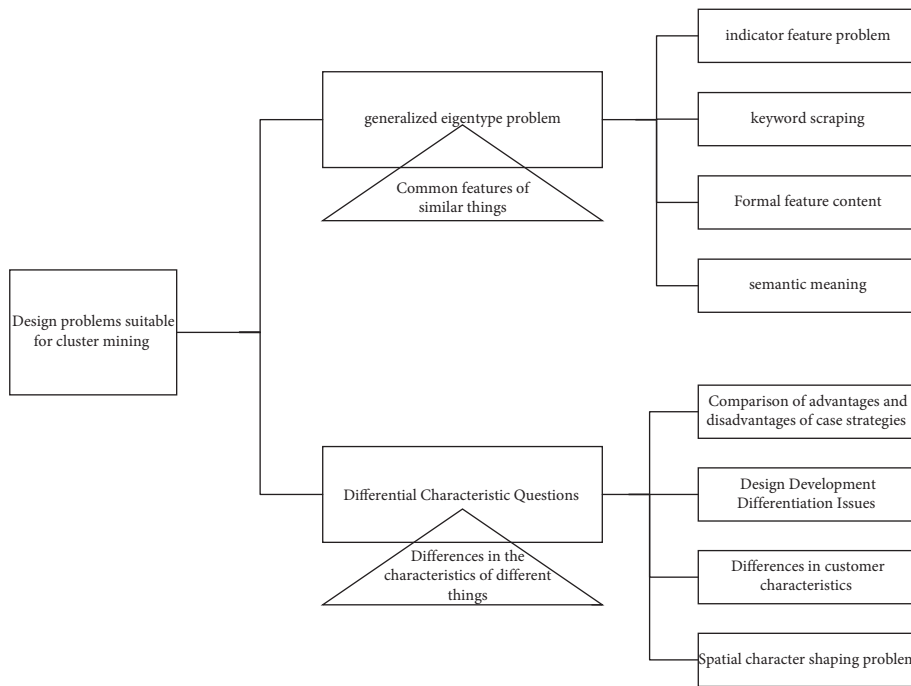 Design problems suitable
for cluster mining
generalized eigentype problem
Common features of
similar things
indicator feature problem
keyword scraping
Formal feature content
semantic meaning
Differential Characteristic Questions
Differences in the
characteristics of different
things
Comparison of advantages and
disadvantages of case strategies
Design Development
Differentiation Issues
Differences in customer
characteristics
Spatial character shaping problem